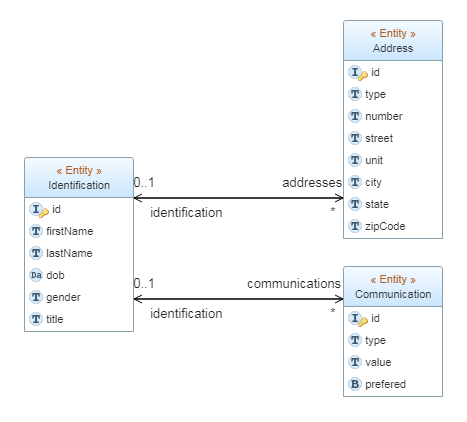 « Entity »
Address
I id
T type
T number
T street
T unit
T city
T state
T zipCode
« Entity »
Identification
I id
T firstName
T lastName
Da dob
T gender
T title
0..1
addresses
identification
*
0..1
communications
identification
*
« Entity »
Communication
I id
T type
T value
B prefered